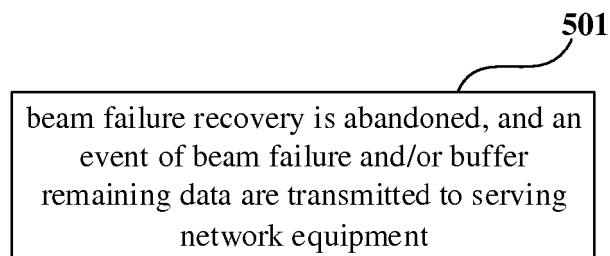 501
beam failure recovery is abandoned, and an
event of beam failure and/or buffer
remaining data are transmitted to serving
network equipment